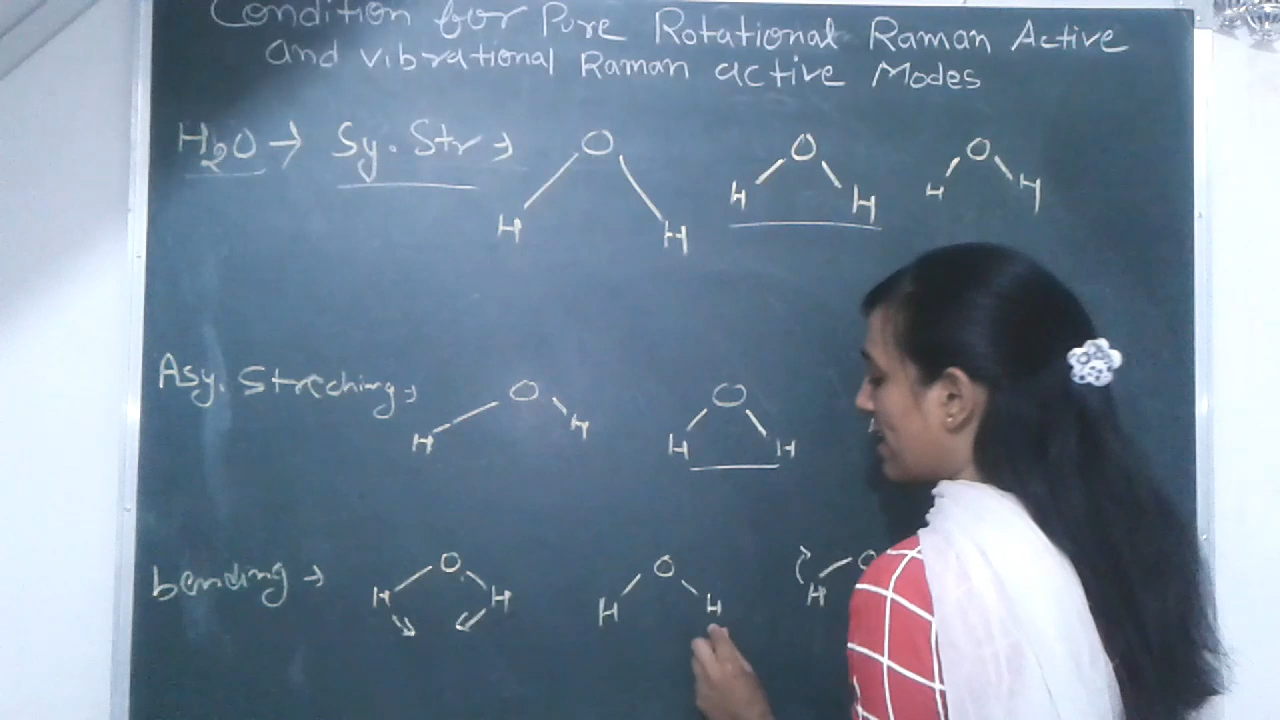 Condition for Pure Rotational Raman Active
and vibrational Raman active Modes
H₂O → Sy. Str →
O O O
H H H H H H
Asy. Streching →
O O
H H H H
bending →
O O O
H H H H H